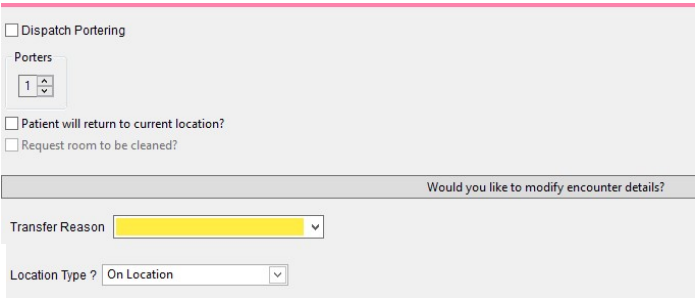 Dispatch Portering
Porters
1
Patient will return to current location?
Request room to be cleaned?
Would you like to modify encounter details?
Transfer Reason
Location Type ? On Location